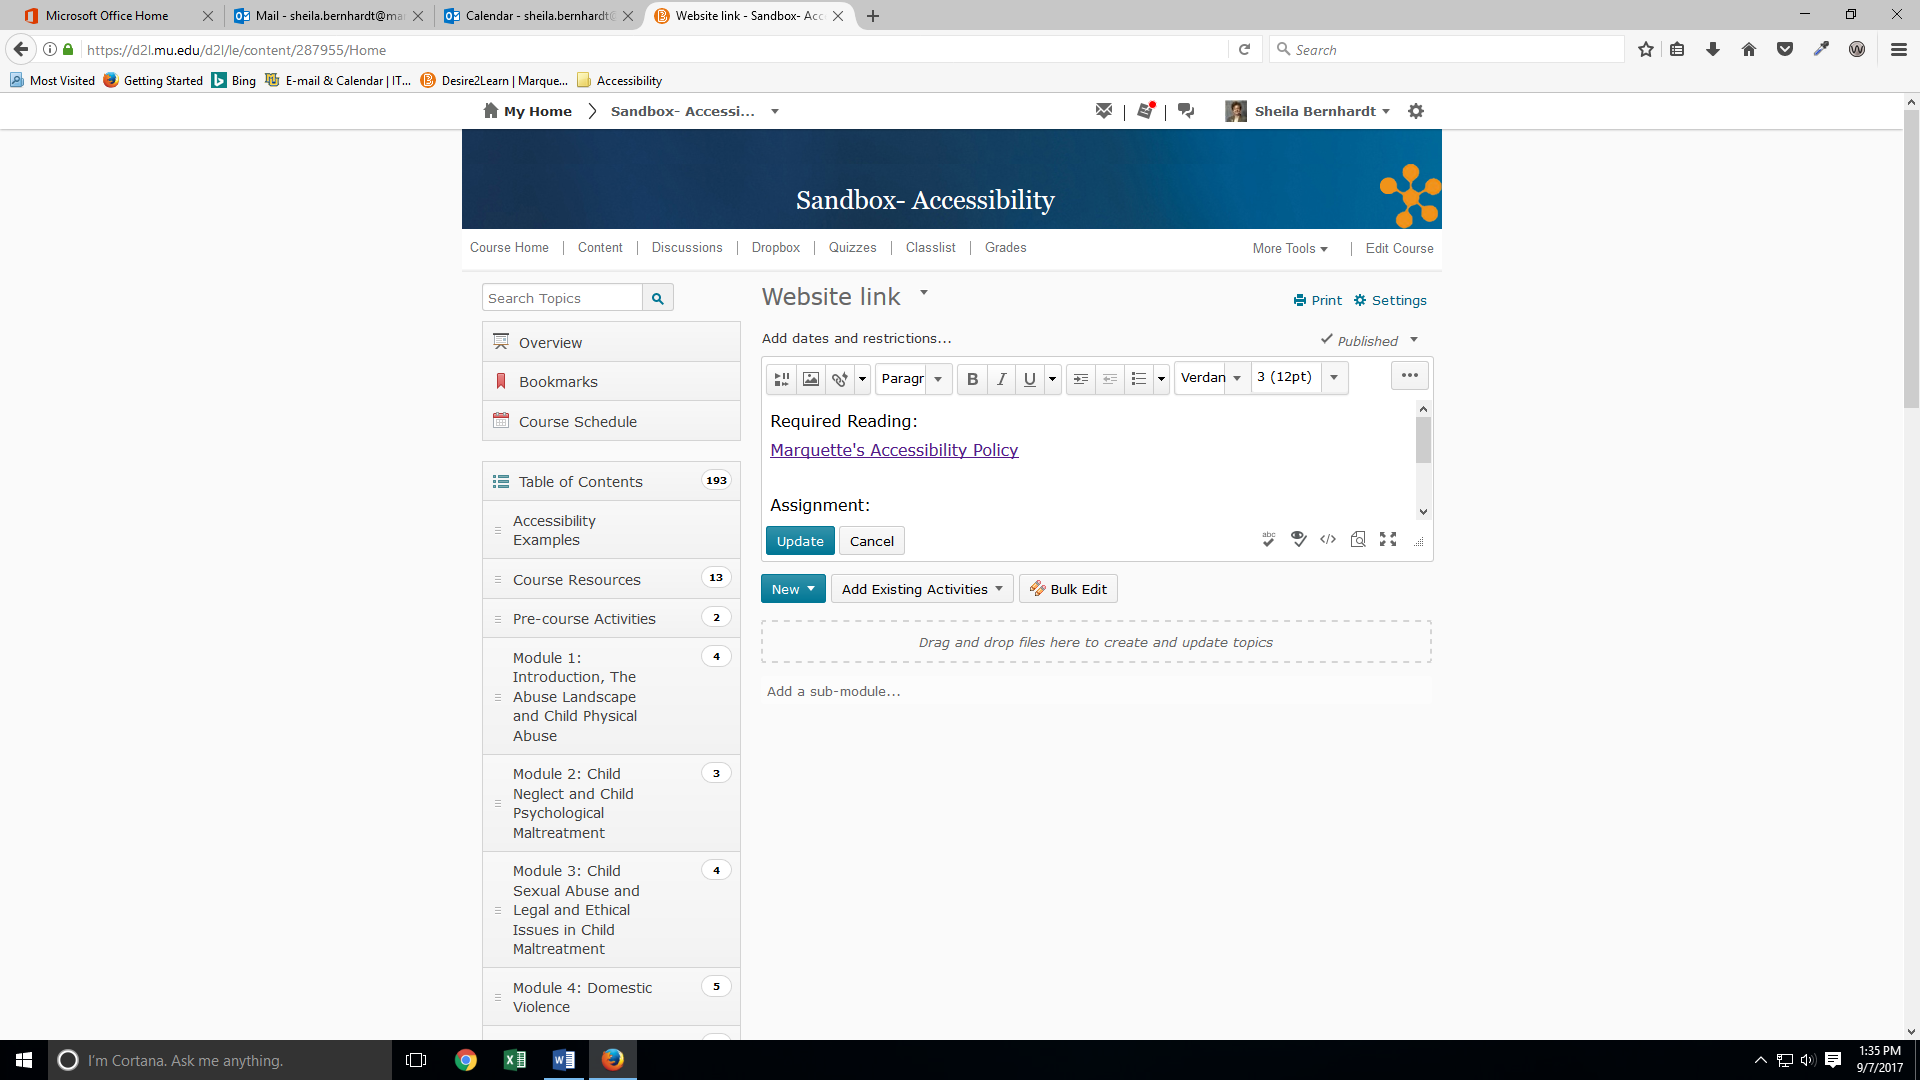 Microsoft Office Home
Mail - sheila.bernhardt@ma
Calendar - sheila.bernhardt@
Website link - Sandbox- Acc
https://d2l.mu.edu/d2l/le/content/287955/Home
Search
Most Visited
Getting Started
Bing
E-mail & Calendar | IT...
Desire2Learn | Marque...
Accessibility
My Home
Sandbox- Accessi...
Sheila Bernhardt
Sandbox- Accessibility
Course Home
Content
Discussions
Dropbox
Quizzes
Classlist
Grades
More Tools
Edit Course
Search Topics
Overview
Bookmarks
Course Schedule
Table of Contents 193
Accessibility
Examples
Course Resources 13
Pre-course Activities 2
Module 1: 4
Introduction, The
Abuse Landscape
and Child Physical
Abuse
Module 2: Child 3
Neglect and Child
Psychological
Maltreatment
Module 3: Child 4
Sexual Abuse and
Legal and Ethical
Issues in Child
Maltreatment
Module 4: Domestic 5
Violence
Website link
Print
Settings
Add dates and restrictions...
Published
Paragr
B
I
U
Verdan
3 (12pt)
Required Reading:
Marquette's Accessibility Policy
Assignment:
Update
Cancel
abc
New
Add Existing Activities
Bulk Edit
Drag and drop files here to create and update topics
Add a sub-module...
I'm Cortana. Ask me anything.
1:35 PM
9/7/2017